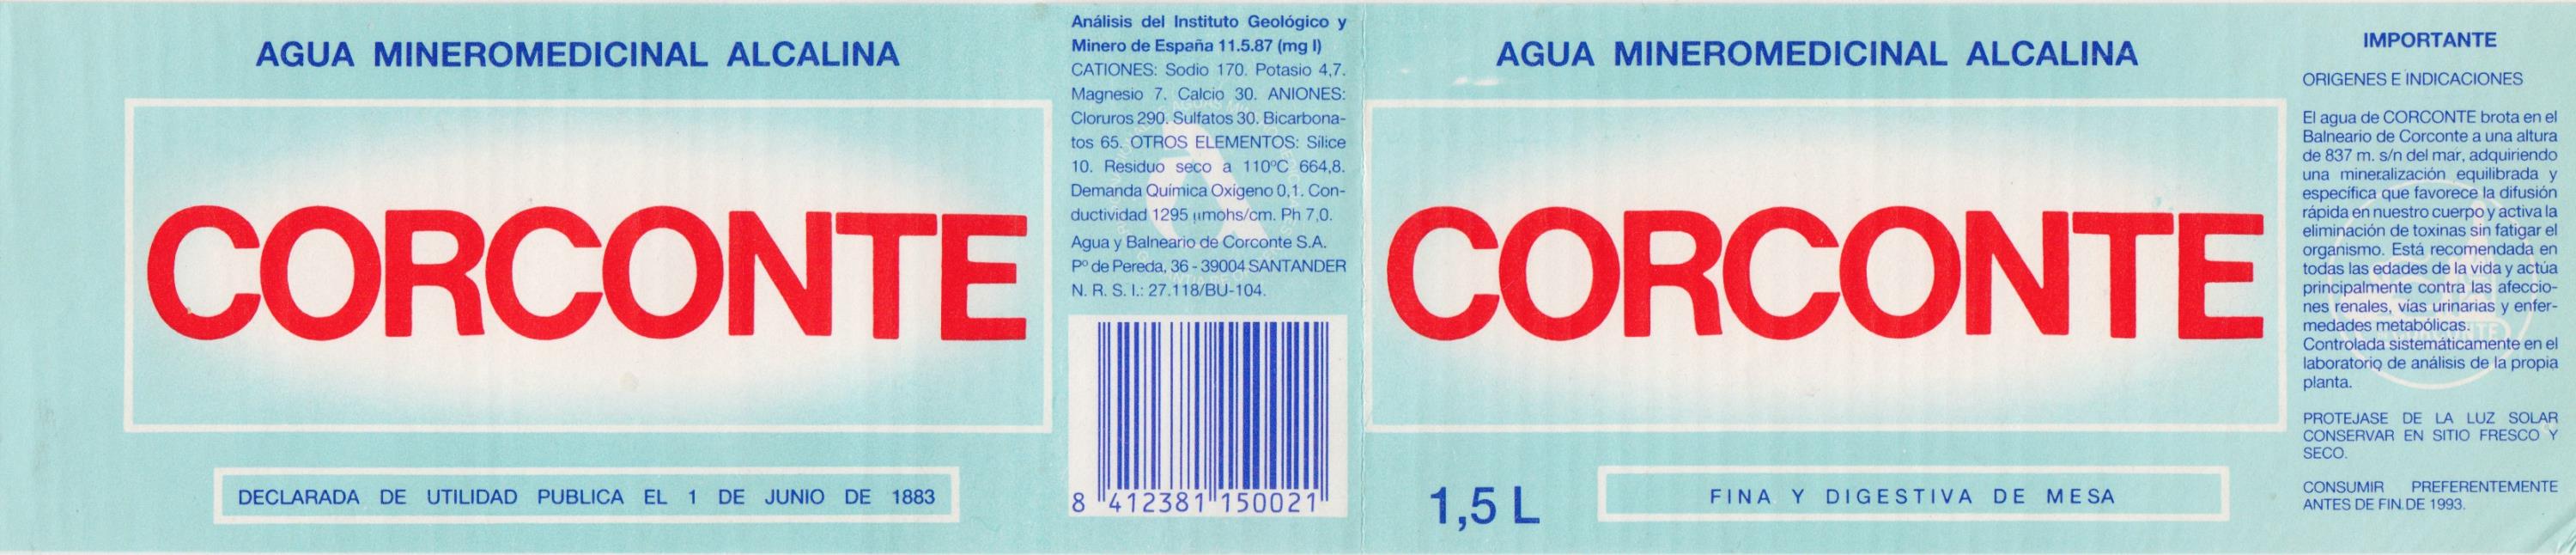 AGUA MINEROMEDICINAL ALCALINA
CORCONTE
DECLARADA DE UTILIDAD PUBLICA EL 1 DE JUNIO DE 1883
Análisis del Instituto Geológico y
Minero de España 11.5.87 (mg l)
CATIONES: Sodio 170. Potasio 4,7.
Magnesio 7. Calcio 30. ANIONES:
Cloruros 290. Sulfatos 30. Bicarbona-
tos 65. OTROS ELEMENTOS: Silice
10. Residuo seco a 110ºC 664,8.
Demanda Química Oxígeno 0,1. Con-
ductividad 1295 µmohs/cm. Ph 7,0.
Agua y Balneario de Corconte S.A.
Pº de Pereda, 36 - 39004 SANTANDER
N. R. S. I.: 27.118/BU-104.
8 412381 150021
AGUA MINEROMEDICINAL ALCALINA
CORCONTE
1,5 L
FINA Y DIGESTIVA DE MESA
IMPORTANTE
ORIGENES E INDICACIONES
El agua de CORCONTE brota en el
Balneario de Corconte a una altura
de 837 m. s/n del mar, adquiriendo
una mineralización equilibrada y
específica que favorece la difusión
rápida en nuestro cuerpo y activa la
eliminación de toxinas sin fatigar el
organismo. Está recomendada en
todas las edades de la vida y actúa
principalmente contra las afeccio-
nes renales, vías urinarias y enfer-
medades metabólicas.
Controlada sistemáticamente en el
laboratorio de análisis de la propia
planta.
PROTEJASE DE LA LUZ SOLAR
CONSERVAR EN SITIO FRESCO Y
SECO.
CONSUMIR PREFERENTEMENTE
ANTES DE FIN DE 1993.